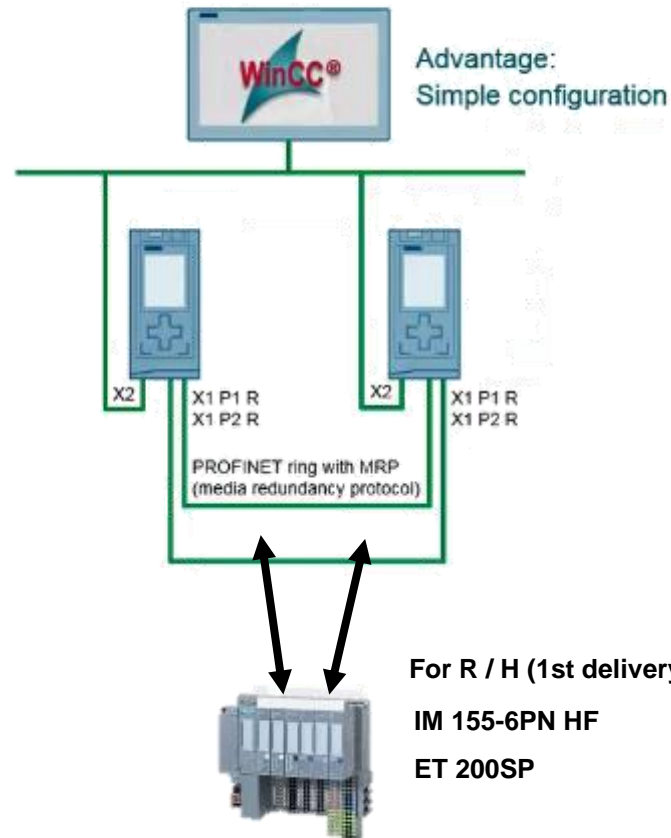 WinCC®
Advantage:
Simple configuration
X2
X1 P1 R
X1 P2 R
X2
X1 P1 R
X1 P2 R
PROFINET ring with MRP
(media redundancy protocol)
For R / H (1st delivery
IM 155-6PN HF
ET 200SP